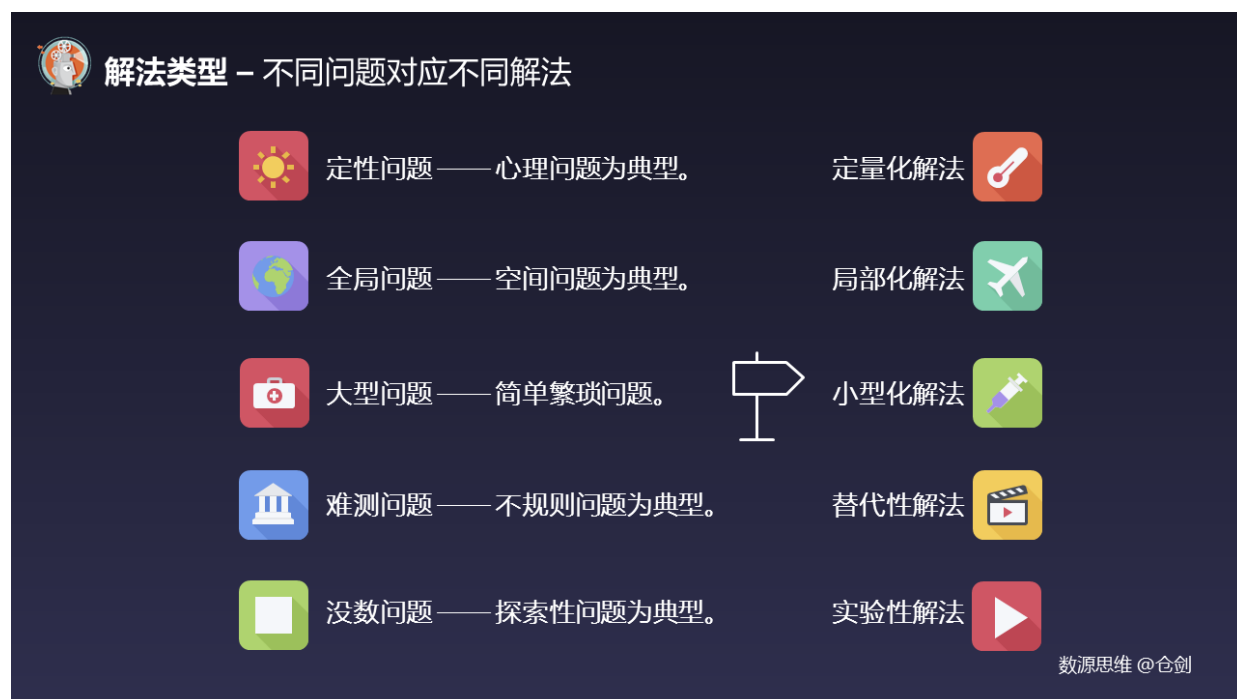 解法类型 – 不同问题对应不同解法
定性问题 —— 心理问题为典型。 定量化解法
全局问题 —— 空间问题为典型。 局部化解法
大型问题 —— 简单繁琐问题。 小型化解法
难测问题 —— 不规则问题为典型。 替代性解法
没数问题 —— 探索性问题为典型。 实验性解法
数源思维 @仓剑